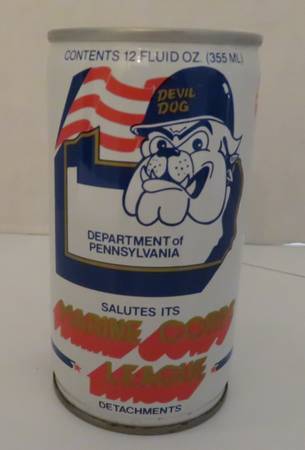 CONTENTS 12 FLUID OZ. (355 ML)
DEVIL
DOG
DEPARTMENT of
PENNSYLVANIA
SALUTES ITS
MARINE CORPS
LEAGUE
DETACHMENTS